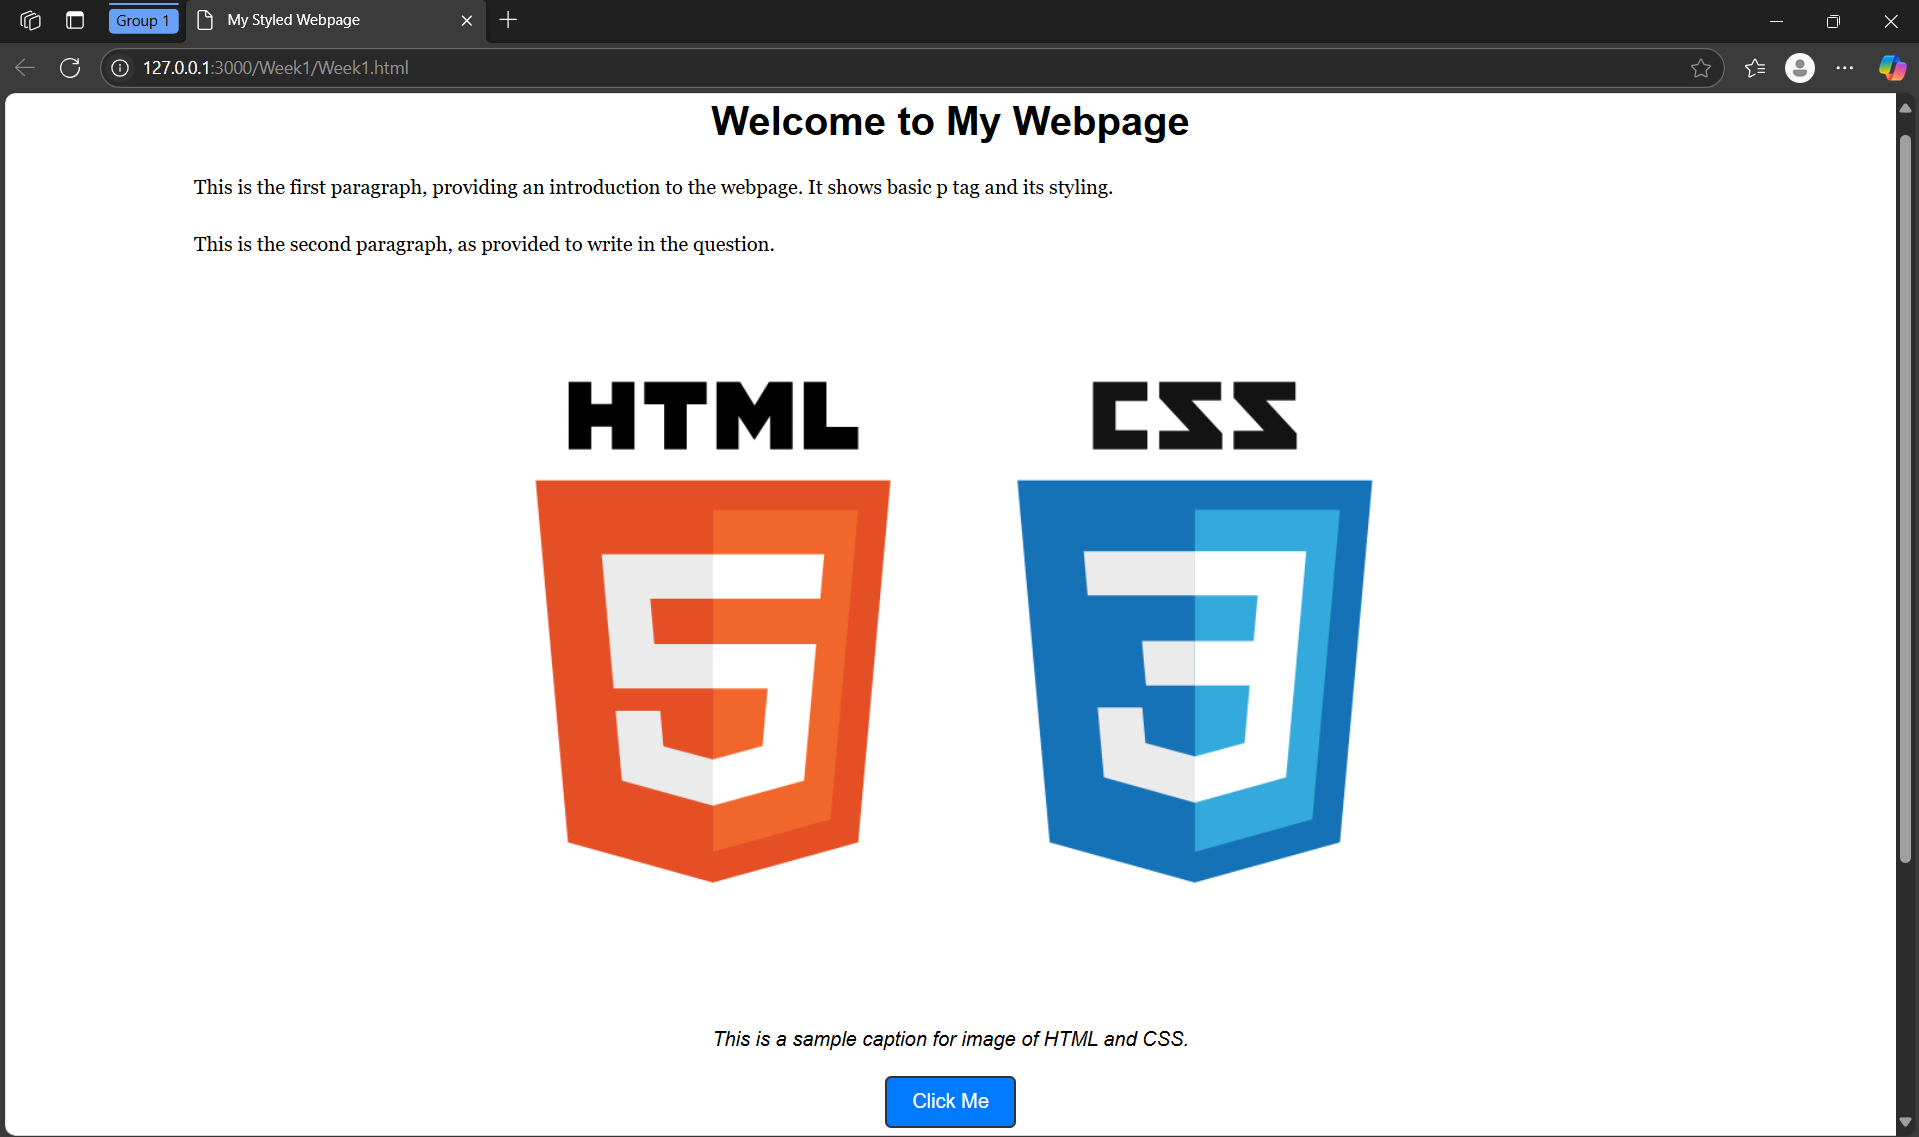 Group 1
My Styled Webpage
127.0.0.1:3000/Week1/Week1.html
Welcome to My Webpage
This is the first paragraph, providing an introduction to the webpage. It shows basic p tag and its styling.
This is the second paragraph, as provided to write in the question.
HTML CSS
5 3
This is a sample caption for image of HTML and CSS.
Click Me